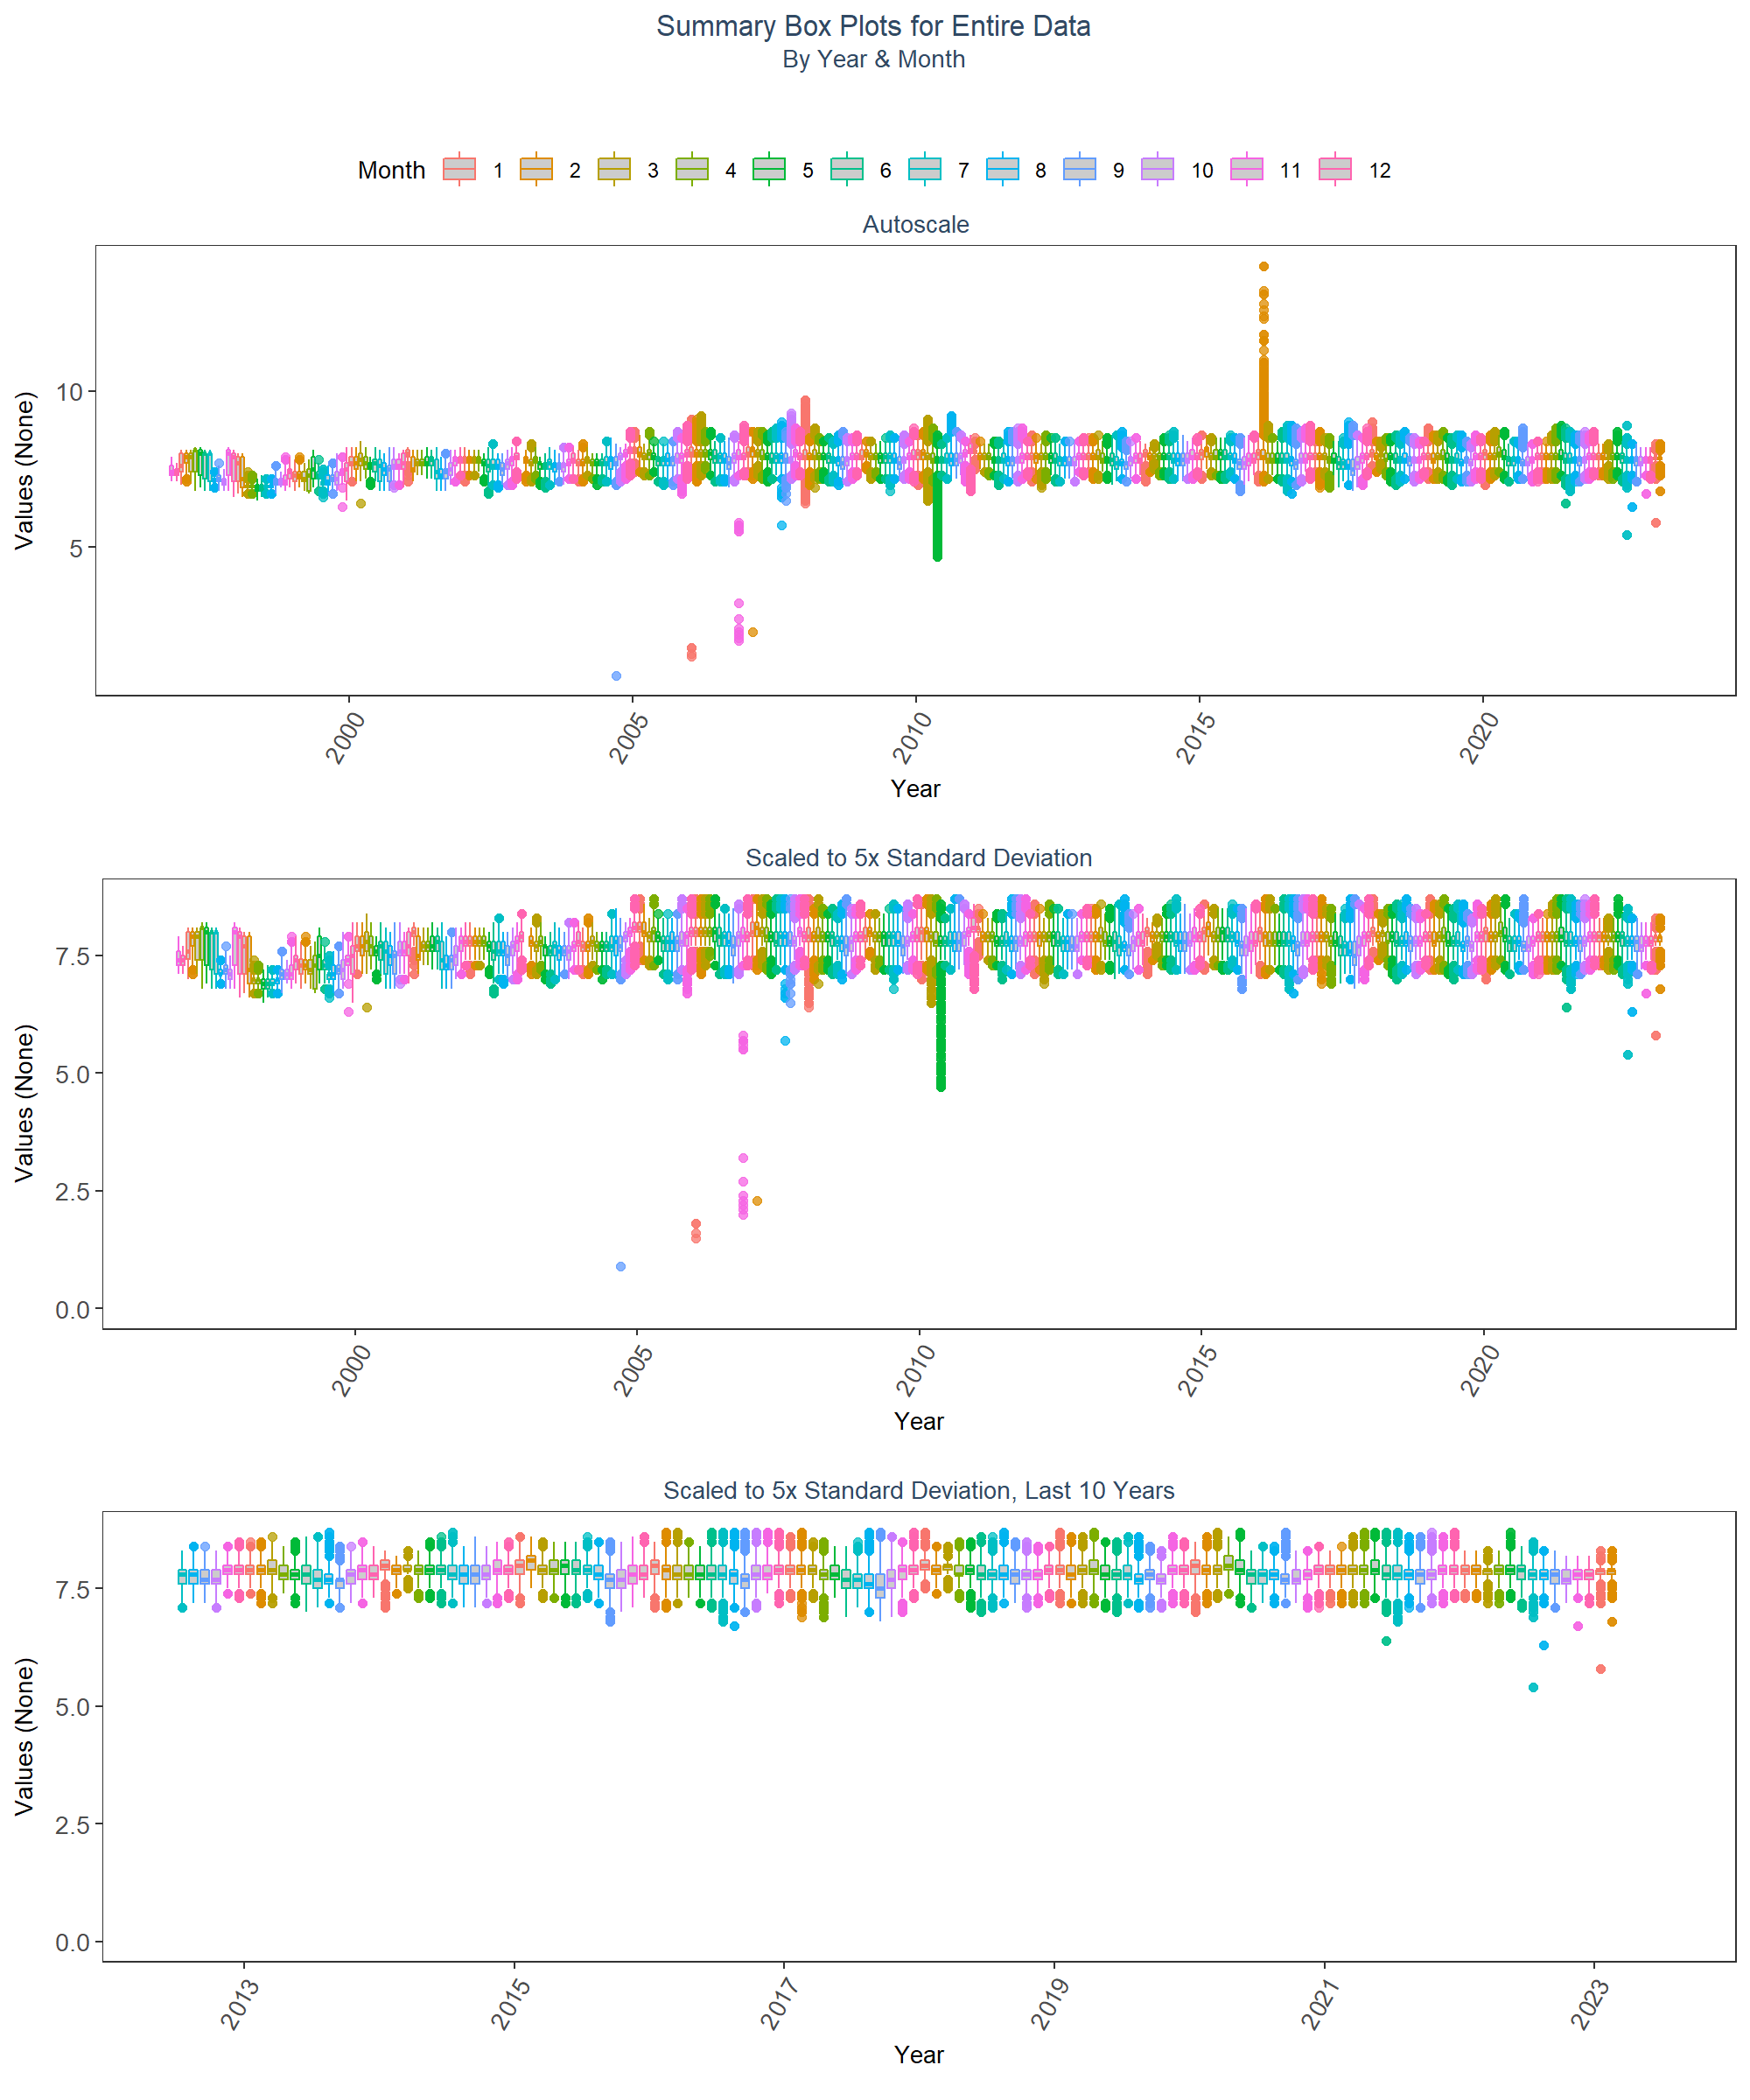 Summary Box Plots for Entire Data
By Year & Month
Month 1 2 3 4 5 6 7 8 9 10 11 12
Autoscale
Values (None)
10
5
2000 2005 2010 2015 2020
Year
Scaled to 5x Standard Deviation
Values (None)
7.5
5.0
2.5
0.0
2000 2005 2010 2015 2020
Year
Scaled to 5x Standard Deviation, Last 10 Years
Values (None)
7.5
5.0
2.5
0.0
2013 2015 2017 2019 2021 2023
Year